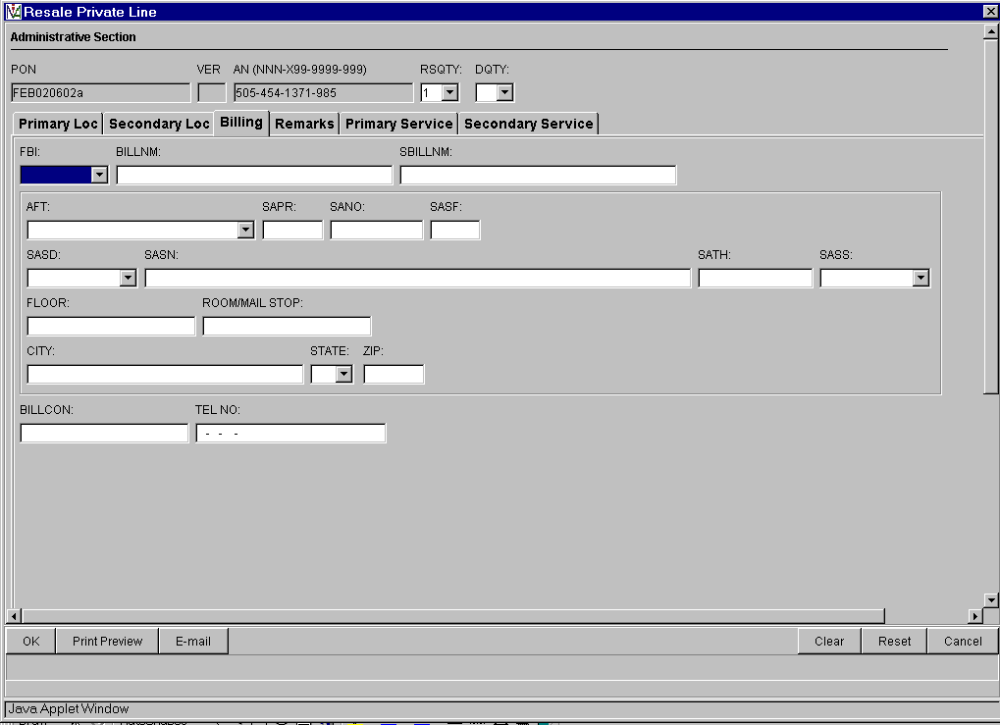 Resale Private Line
Administrative Section
PON VER AN (NNN-X99-9999-999) RSQTY: DQTY:
FEB020602a 505-454-1371-985 1
Primary Loc Secondary Loc Billing Remarks Primary Service Secondary Service
FBI: BILLNM: SBILLNM:
AFT: SAPR: SANO: SASF:
SASD: SASN: SATH: SASS:
FLOOR: ROOM/MAIL STOP:
CITY: STATE: ZIP:
BILLCON: TEL NO:
- - -
OK Print Preview E-mail Clear Reset Cancel
Java Applet Window